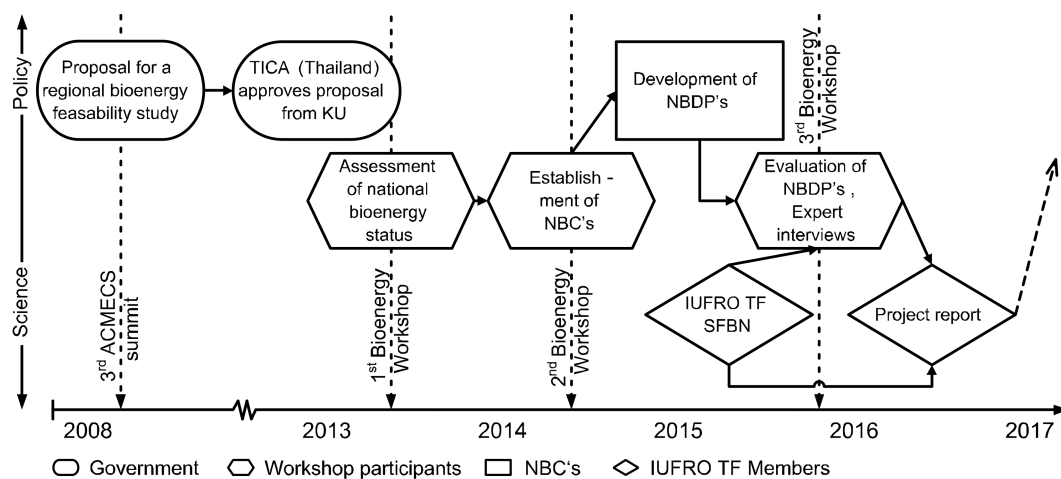 Policy
Science
Proposal for a
regional bioenergy
feasability study
TICA (Thailand)
approves proposal
from KU
Assessment
of national
bioenergy
status
Establish -
ment of
NBC's
Development of
NBDP's
Evaluation of
NBDP's ,
Expert
interviews
IUFRO TF
SFBN
Project report
3rd ACMECS
summit
1st Bioenergy
Workshop
2nd Bioenergy
Workshop
3rd Bioenergy
Workshop
2008
2013
2014
2015
2016
2017
Government
Workshop participants
NBC's
IUFRO TF Members